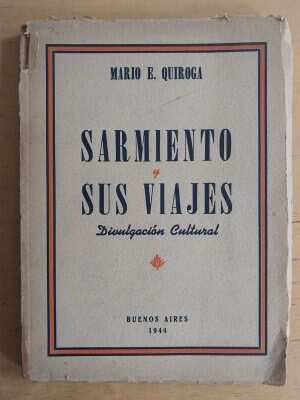 MARIO E. QUIROGA
SARMIENTO
y
SUS VIAJES
Divulgación Cultural
BUENOS AIRES
1944